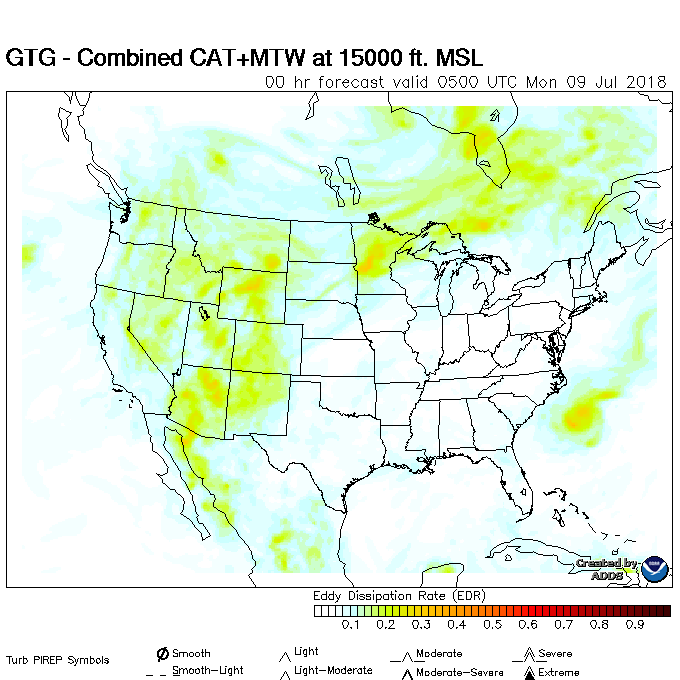 GTG - Combined CAT+MTW at 15000 ft. MSL
00 hr forecast valid 0500 UTC Mon 09 Jul 2018
Created by
ADDS
Eddy Dissipation Rate (EDR)
0.1 0.2 0.3 0.4 0.5 0.6 0.7 0.8 0.9
Turb PIREP Symbols
Smooth Light Moderate Severe
Smooth-Light Light-Moderate Moderate-Severe Extreme